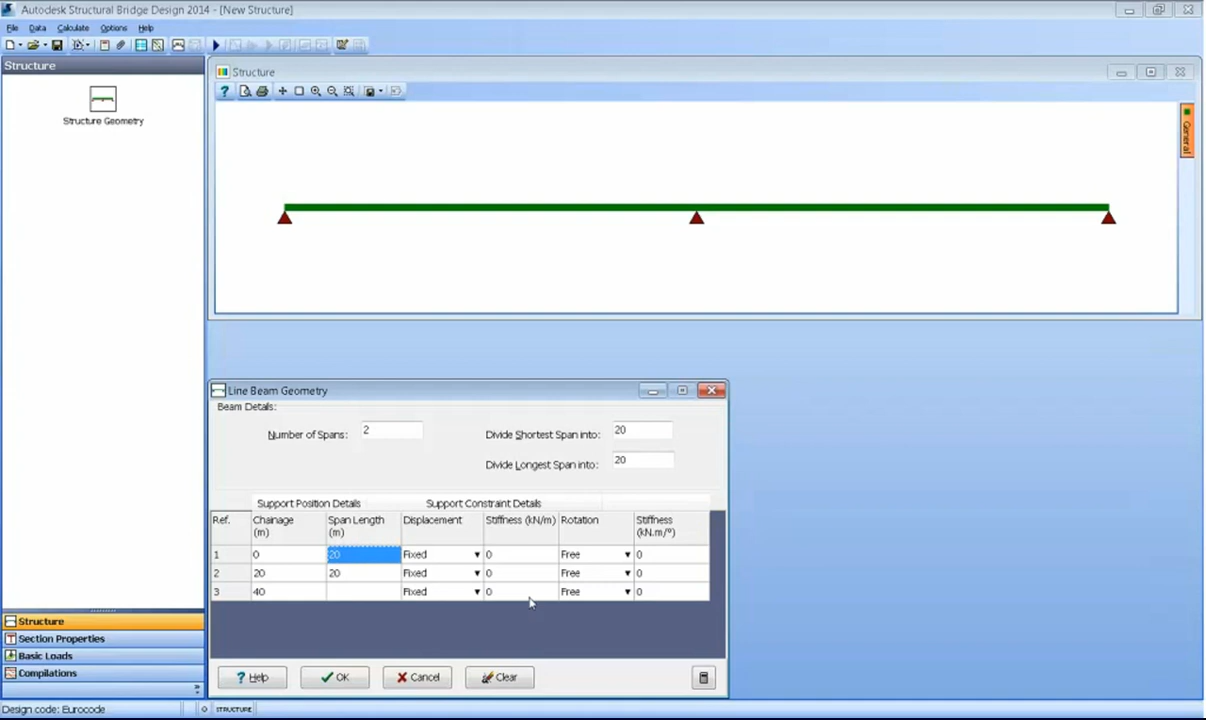 Autodesk Structural Bridge Design 2014 - [New Structure]
File Data Calculate Options Help
Structure
Structure Geometry
Structure
General
Line Beam Geometry
Beam Details:
Number of Spans: 2
Divide Shortest Span into: 20
Divide Longest Span into: 20
Support Position Details Support Constraint Details
Ref. Chainage (m) Span Length (m) Displacement Stiffness (kN/m) Rotation Stiffness (kN.m/°)
1 0 20 Fixed 0 Free 0
2 20 20 Fixed 0 Free 0
3 40 Fixed 0 Free 0
? Help OK Cancel Clear
Structure
Section Properties
Basic Loads
Compilations
»
Design code: Eurocode STRUCTURE